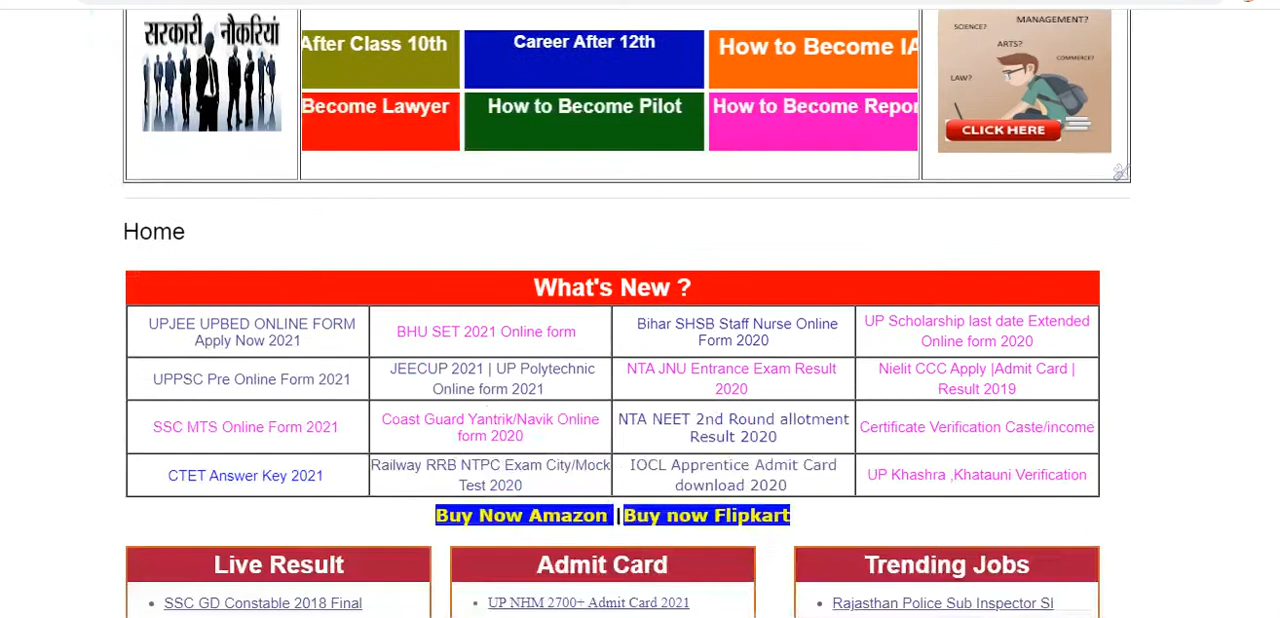 सरकारी नौकरियां
After Class 10th
Career After 12th
How to Become IA
Become Lawyer
How to Become Pilot
How to Become Repor
SCIENCE?
MANAGEMENT?
ARTS?
COMMERCE?
LAW?
CLICK HERE
Home
What's New ?
UPJEE UPBED ONLINE FORM
Apply Now 2021
BHU SET 2021 Online form
Bihar SHSB Staff Nurse Online
Form 2020
UP Scholarship last date Extended
Online form 2020
UPPSC Pre Online Form 2021
JEECUP 2021 | UP Polytechnic
Online form 2021
NTA JNU Entrance Exam Result
2020
Nielit CCC Apply |Admit Card |
Result 2019
SSC MTS Online Form 2021
Coast Guard Yantrik/Navik Online
form 2020
NTA NEET 2nd Round allotment
Result 2020
Certificate Verification Caste/income
CTET Answer Key 2021
Railway RRB NTPC Exam City/Mock
Test 2020
IOCL Apprentice Admit Card
download 2020
UP Khashra ,Khatauni Verification
Buy Now Amazon |Buy now Flipkart
Live Result
Admit Card
Trending Jobs
SSC GD Constable 2018 Final
UP NHM 2700+ Admit Card 2021
Rajasthan Police Sub Inspector SI